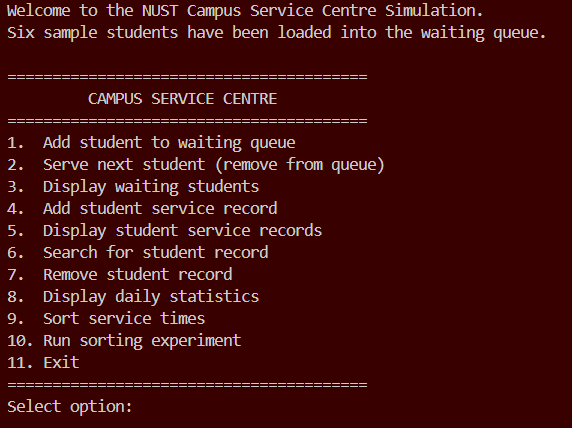 Welcome to the NUST Campus Service Centre Simulation.
Six sample students have been loaded into the waiting queue.
========================================
CAMPUS SERVICE CENTRE
========================================
1.  Add student to waiting queue
2.  Serve next student (remove from queue)
3.  Display waiting students
4.  Add student service record
5.  Display student service records
6.  Search for student record
7.  Remove student record
8.  Display daily statistics
9.  Sort service times
10. Run sorting experiment
11. Exit
========================================
Select option: